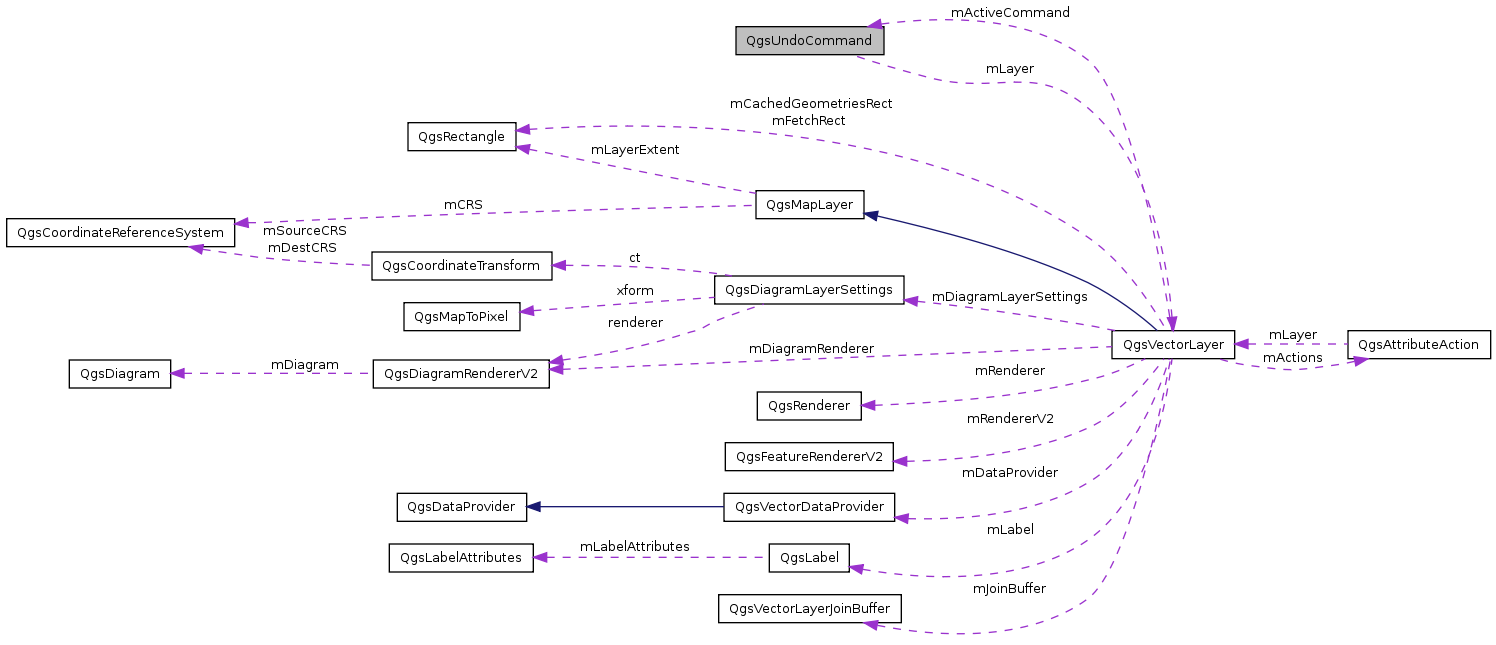 mActiveCommand
QgsUndoCommand
mLayer
mCachedGeometriesRect
mFetchRect
QgsRectangle
mLayerExtent
QgsMapLayer
mCRS
QgsCoordinateReferenceSystem
mSourceCRS
mDestCRS
QgsCoordinateTransform
ct
QgsDiagramLayerSettings
xform
mDiagramLayerSettings
QgsMapToPixel
renderer
QgsVectorLayer
mLayer
QgsAttributeAction
mActions
mDiagramRenderer
mDiagram
QgsDiagram
QgsDiagramRendererV2
mRenderer
QgsRenderer
mRendererV2
QgsFeatureRendererV2
mDataProvider
QgsDataProvider
QgsVectorDataProvider
mLabel
mLabelAttributes
QgsLabelAttributes
QgsLabel
mJoinBuffer
QgsVectorLayerJoinBuffer